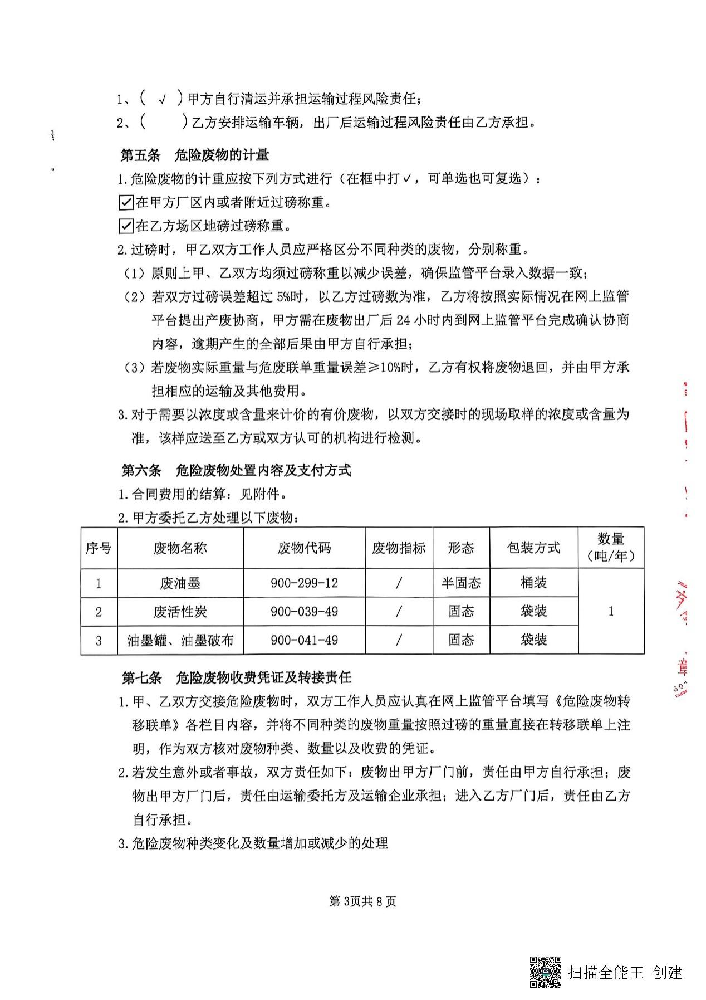 1、（ √ ）甲方自行清运并承担运输过程风险责任；
2、（ ）乙方安排运输车辆，出厂后运输过程风险责任由乙方承担。
第五条 危险废物的计量
1.危险废物的计重应按下列方式进行（在框中打✓，可单选也可复选）：
☑在甲方厂区内或者附近过磅称重。
☑在乙方场区地磅过磅称重。
2.过磅时，甲乙双方工作人员应严格区分不同种类的废物，分别称重。
（1）原则上甲、乙双方均须过磅称重以减少误差，确保监管平台录入数据一致；
（2）若双方过磅误差超过 5%时，以乙方过磅数为准，乙方将按照实际情况在网上监管
平台提出产废协商，甲方需在废物出厂后 24 小时内到网上监管平台完成确认协商
内容，逾期产生的全部后果由甲方自行承担；
（3）若废物实际重量与危废联单重量误差≥10%时，乙方有权将废物退回，并由甲方承
担相应的运输及其他费用。
3.对于需要以浓度或含量来计价的有价废物，以双方交接时的现场取样的浓度或含量为
准，该样应送至乙方或双方认可的机构进行检测。
第六条 危险废物处置内容及支付方式
1.合同费用的结算：见附件。
2.甲方委托乙方处理以下废物：
序号 废物名称 废物代码 废物指标 形态 包装方式 数量（吨/年）
1 废油墨 900-299-12 / 半固态 桶装 1
2 废活性炭 900-039-49 / 固态 袋装
3 油墨罐、油墨破布 900-041-49 / 固态 袋装
第七条 危险废物收费凭证及转接责任
1.甲、乙双方交接危险废物时，双方工作人员应认真在网上监管平台填写《危险废物转
移联单》各栏目内容，并将不同种类的废物重量按照过磅的重量直接在转移联单上注
明，作为双方核对废物种类、数量以及收费的凭证。
2.若发生意外或者事故，双方责任如下：废物出甲方厂门前，责任由甲方自行承担；废
物出甲方厂门后，责任由运输委托方及运输企业承担；进入乙方厂门后，责任由乙方
自行承担。
3.危险废物种类变化及数量增加或减少的处理
章
第 3页共 8 页
CS
扫描全能王 创建